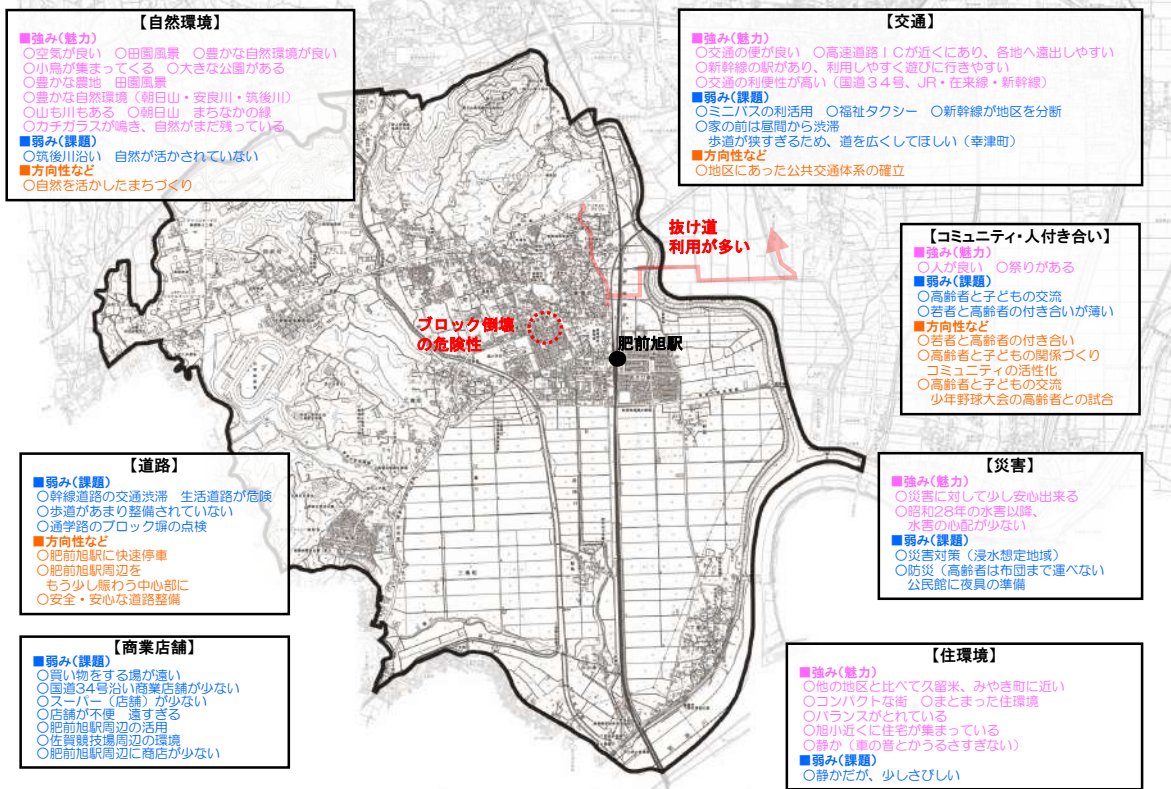 【自然環境】
■強み(魅力)
○空気が良い ○田園風景 ○豊かな自然環境が良い
○小鳥が集まってくる ○大きな公園がある
○豊かな農地 田園風景
○豊かな自然環境（朝日山・安良川・筑後川）
○山も川もある ○朝日山 まちなかの緑
○カチガラスが鳴き、自然がまだ残っている
■弱み(課題)
○筑後川沿い 自然が活かされていない
■方向性など
○自然を活かしたまちづくり
【交通】
■強み(魅力)
○交通の便が良い ○高速道路ＩＣが近くにあり、各地へ遠出しやすい
○新幹線の駅があり、利用しやすく遊びに行きやすい
○交通の利便性が高い（国道３４号、JR・在来線・新幹線）
■弱み(課題)
○ミニバスの利活用 ○福祉タクシー ○新幹線が地区を分断
○家の前は昼間から渋滞
歩道が狭すぎるため、道を広くしてほしい（幸津町）
■方向性など
○地区にあった公共交通体系の確立
抜け道
利用が多い
【コミュニティ・人付き合い】
■強み(魅力)
○人が良い ○祭りがある
■弱み(課題)
○高齢者と子どもの交流
○若者と高齢者の付き合いが薄い
■方向性など
○若者と高齢者の付き合い
○高齢者と子どもの関係づくり
コミュニティの活性化
○高齢者と子どもの交流
少年野球大会の高齢者との試合
ブロック倒壊
の危険性
肥前旭駅
【道路】
■弱み(課題)
○幹線道路の交通渋滞 生活道路が危険
○歩道があまり整備されていない
○通学路のブロック塀の点検
■方向性など
○肥前旭駅に快速停車
○肥前旭駅周辺を
もう少し賑わう中心部に
○安全・安心な道路整備
【災害】
■強み(魅力)
○災害に対して少し安心出来る
○昭和28年の水害以降、
水害の心配が少ない
■弱み(課題)
○災害対策（浸水想定地域）
○防災（高齢者は布団まで運べない
公民館に夜具の準備
【商業店舗】
■弱み(課題)
○買い物をする場が遠い
○国道34号沿い商業店舗が少ない
○スーパー（店舗）が少ない
○店舗が不便 遠すぎる
○肥前旭駅周辺の活用
○佐賀競技場周辺の環境
○肥前旭駅周辺に商店が少ない
【住環境】
■強み(魅力)
○他の地区と比べて久留米、みやき町に近い
○コンパクトな街 ○まとまった住環境
○バランスがとれている
○旭小近くに住宅が集まっている
○静か（車の音とかうるさすぎない）
■弱み(課題)
○静かだが、少しさびしい